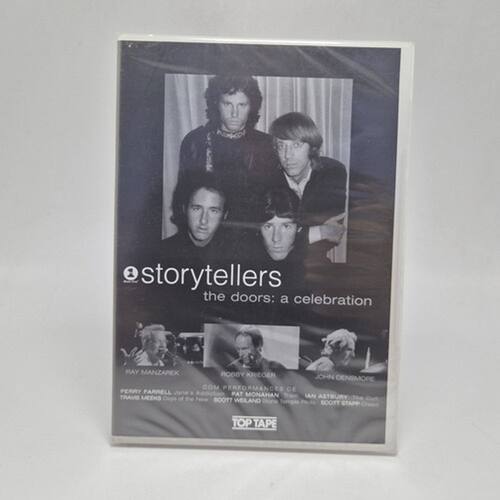 1
storytellers
the doors: a celebration
RAY MANZAREK
ROBBY KRIEGER
JOHN DENSMORE
COM PERFORMANCES DE
PERRY FARRELL Jane's Addiction PAT MONAHAN Train IAN ASTBURY The Cult
TRAVIS MEEKS Days of the New SCOTT WEILAND Stone Temple Pilots SCOTT STAPP Creed
TOP TAPE